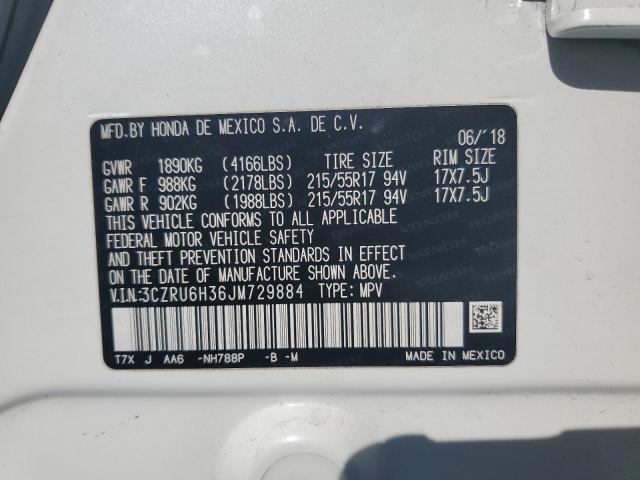 MFD.BY HONDA DE MEXICO S.A. DE C.V.
06/'18
GVWR 1890KG (4166LBS) TIRE SIZE RIM SIZE
GAWR F 988KG (2178LBS) 215/55R17 94V 17X7.5J
GAWR R 902KG (1988LBS) 215/55R17 94V 17X7.5J
THIS VEHICLE CONFORMS TO ALL APPLICABLE
FEDERAL MOTOR VEHICLE SAFETY
AND THEFT PREVENTION STANDARDS IN EFFECT
ON THE DATE OF MANUFACTURE SHOWN ABOVE.
V.I.N.:3CZRU6H36JM729884 TYPE: MPV
T7X J AA6 -NH788P -B -M
MADE IN MEXICO